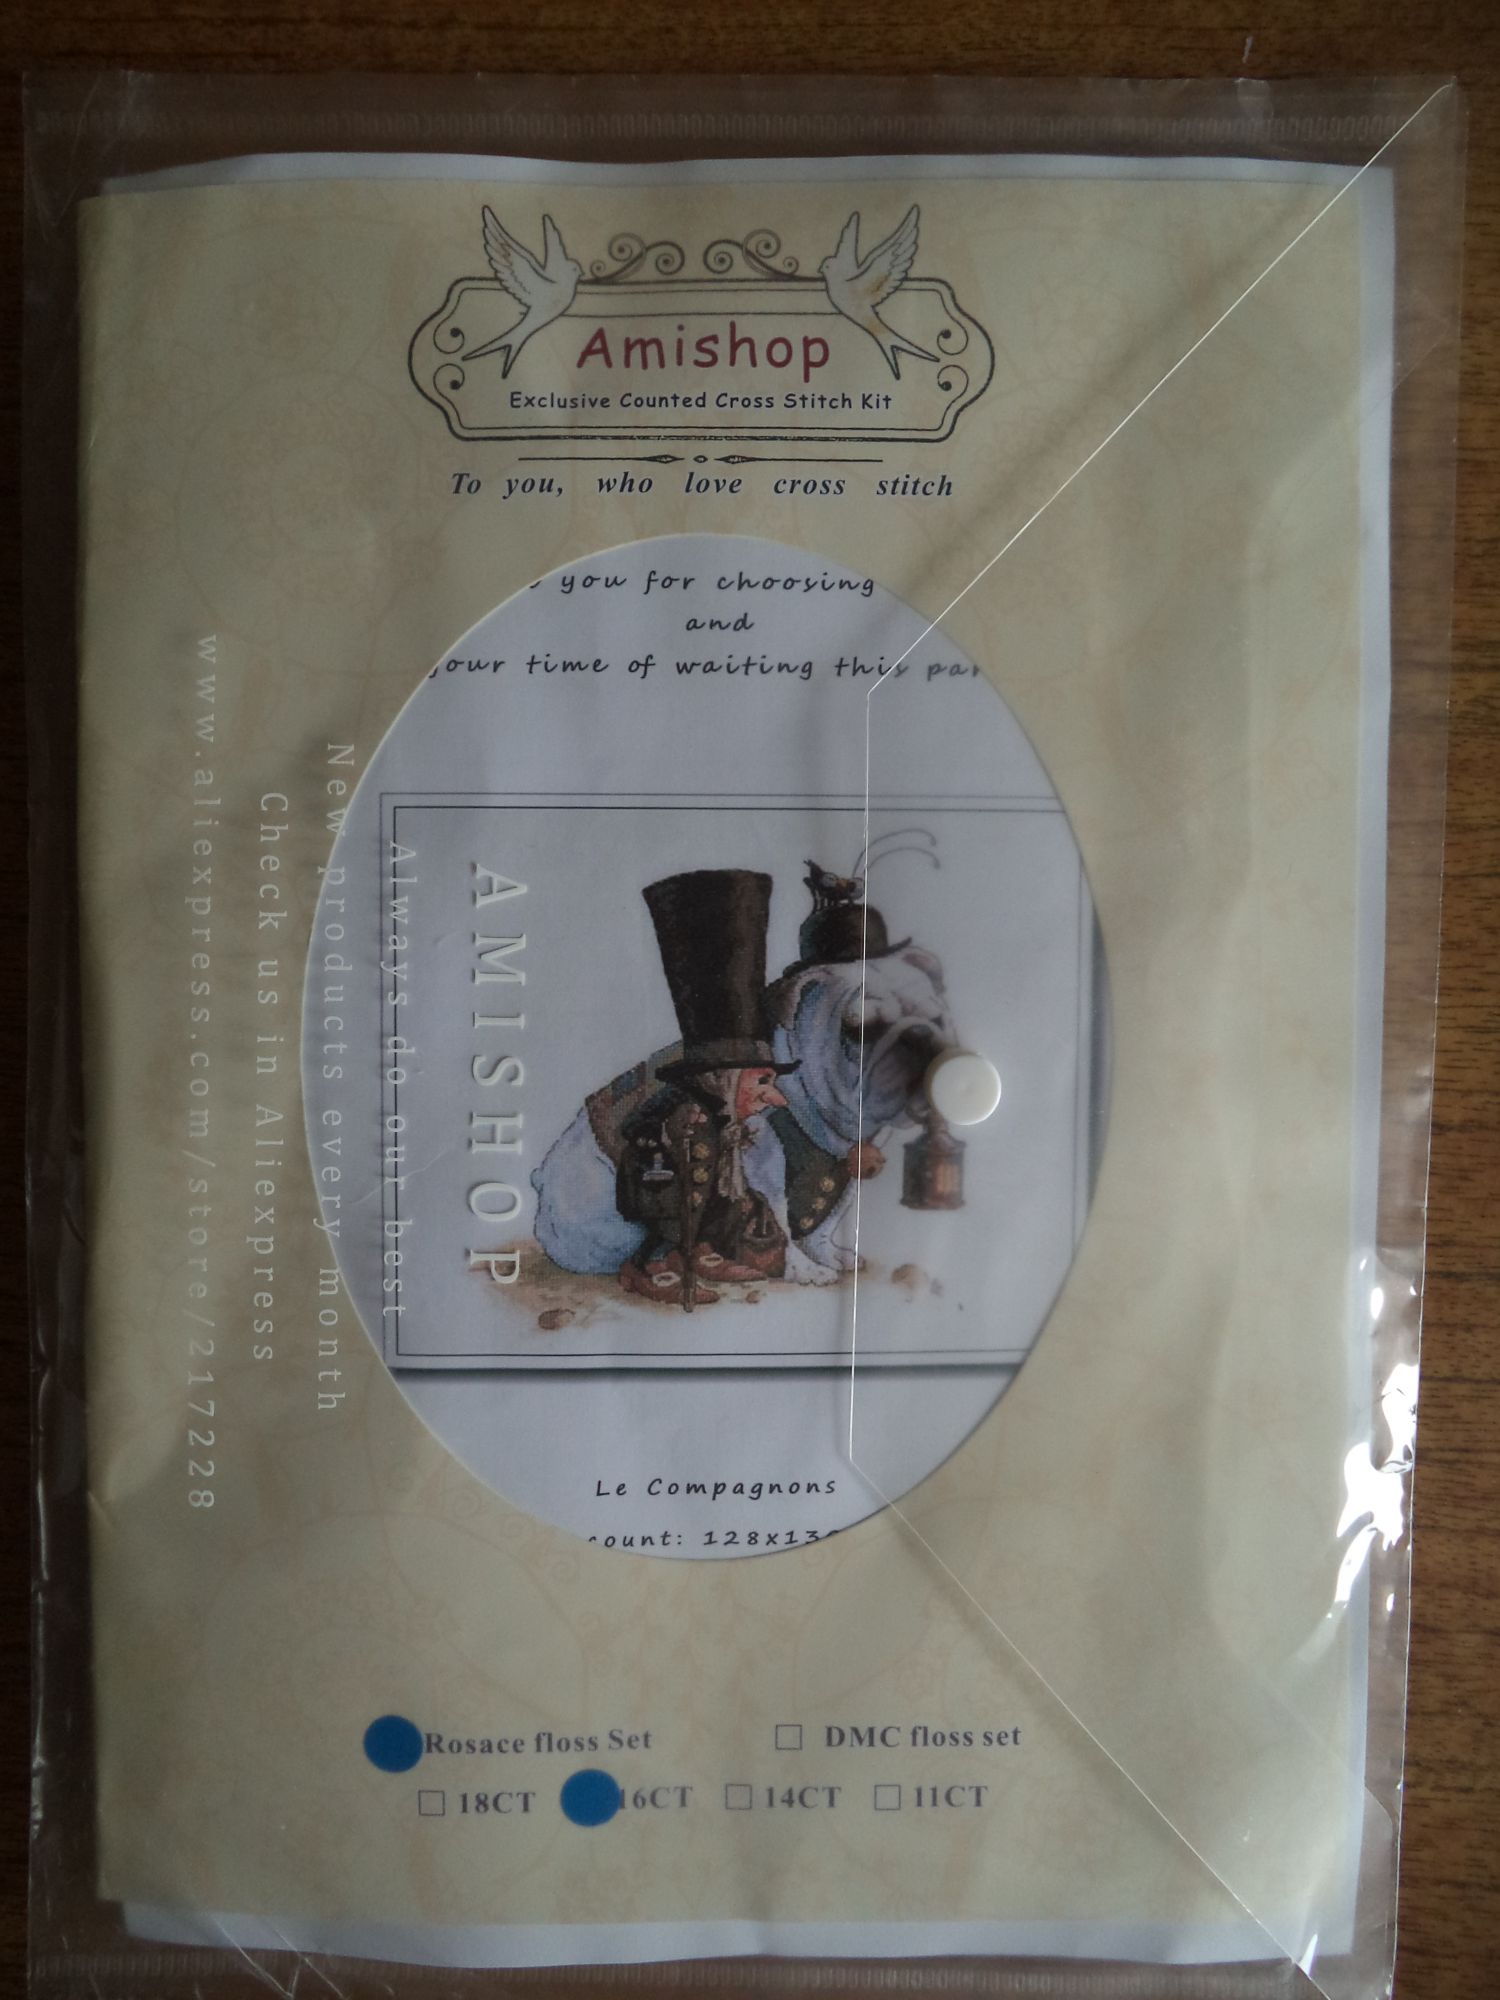 Amishop
Exclusive Counted Cross Stitch Kit
To you, who love cross stitch
you for choosing
and
your time of waiting this
AMISHOP
Always do our best
New products every month
Check us in Aliexpress
www.aliexpress.com/store/217228
Le Compagnons
count:
Rosace floss Set
DMC floss set
18CT 16CT 14CT 11CT